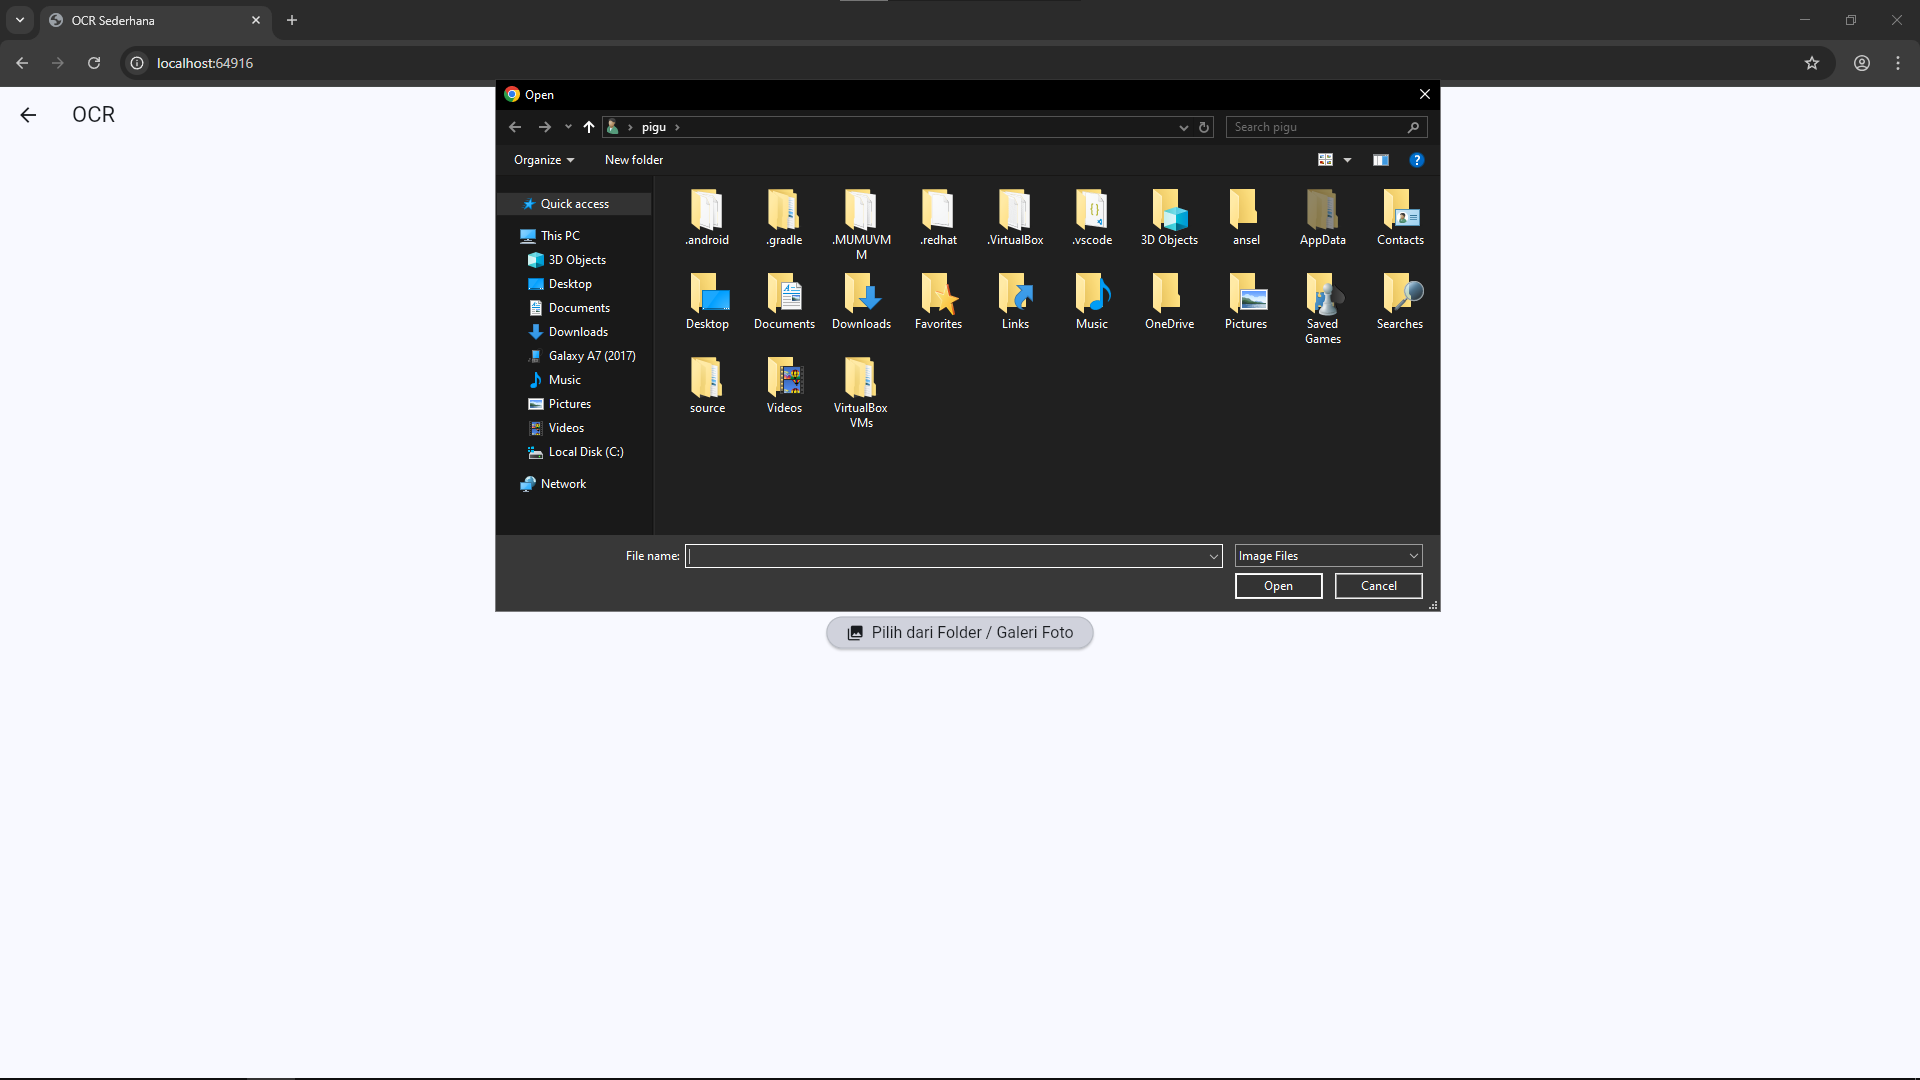 OCR Sederhana
localhost:64916
OCR
Open
pigu
Search pigu
Organize
New folder
Quick access
This PC
3D Objects
Desktop
Documents
Downloads
Galaxy A7 (2017)
Music
Pictures
Videos
Local Disk (C:)
Network
.android
.gradle
.MUMUVM
M
.redhat
.VirtualBox
.vscode
3D Objects
ansel
AppData
Contacts
Desktop
Documents
Downloads
Favorites
Links
Music
OneDrive
Pictures
Saved
Games
Searches
source
Videos
VirtualBox
VMs
File name:
Image Files
Open
Cancel
Pilih dari Folder / Galeri Foto